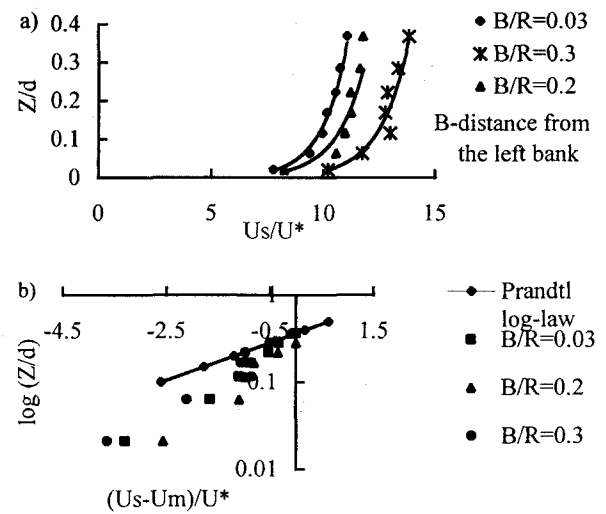 a)
0.4
0.3
0.2
0.1
0
Z/d
0 5 10 15
Us/U*
B/R=0.03
B/R=0.3
B/R=0.2
B-distance from
the left bank
b)
1
-4.5 -2.5 -0.5 1.5
0.1
0.01
log (Z/d)
(Us-Um)/U*
Prandtl
log-law
B/R=0.03
B/R=0.2
B/R=0.3